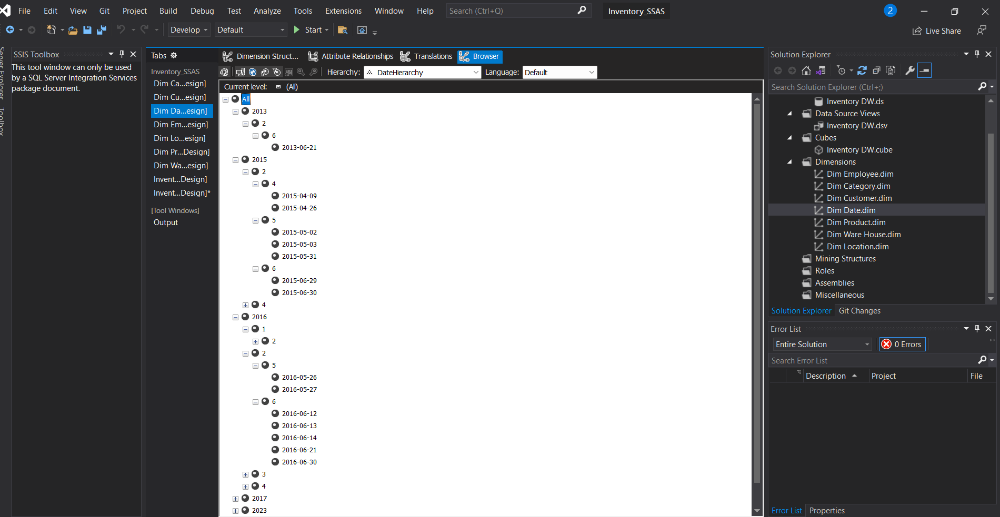 File Edit View Git Project Build Debug Test Analyze Tools Extensions Window Help Search (Ctrl+Q) Inventory_SSAS 2
Develop Default Start Live Share
Server Explorer
Toolbox
SSIS Toolbox
This tool window can only be used
by a SQL Server Integration Services
package document.
Tabs
Inventory_SSAS
Dim Ca...esign]
Dim Cu...esign]
Dim Da...esign]
Dim Em...esign]
Dim Lo...esign]
Dim Pr...Design]
Dim Wa...esign]
Invent...Design]
Invent...Design]*
[Tool Windows]
Output
Dimension Struct... Attribute Relationships Translations Browser
Hierarchy: DateHierarchy Language: Default
Current level: (All)
All
2013
2
6
2013-06-21
2015
2
4
2015-04-09
2015-04-26
5
2015-05-02
2015-05-03
2015-05-31
6
2015-06-29
2015-06-30
4
2016
1
2
2
5
2016-05-26
2016-05-27
6
2016-06-12
2016-06-13
2016-06-14
2016-06-21
2016-06-30
3
4
2017
2023
Solution Explorer
Search Solution Explorer (Ctrl+;)
Inventory DW.ds
Data Source Views
Inventory DW.dsv
Cubes
Inventory DW.cube
Dimensions
Dim Employee.dim
Dim Category.dim
Dim Customer.dim
Dim Date.dim
Dim Product.dim
Dim Ware House.dim
Dim Location.dim
Mining Structures
Roles
Assemblies
Miscellaneous
Solution Explorer Git Changes
Error List
Entire Solution 0 Errors
Search Error List
Description Project File
Error List Properties